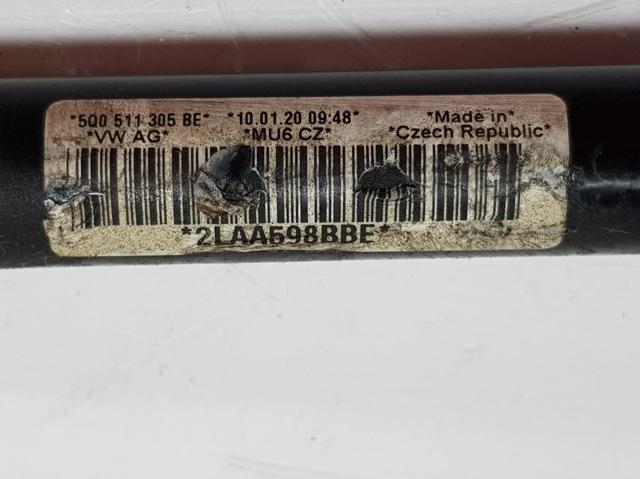 *5Q0 511 305 BE* *10.01.20 09:48* *Made in*
*VW AG* *MU6 CZ* *Czech Republic*
*2LAA598BBE*